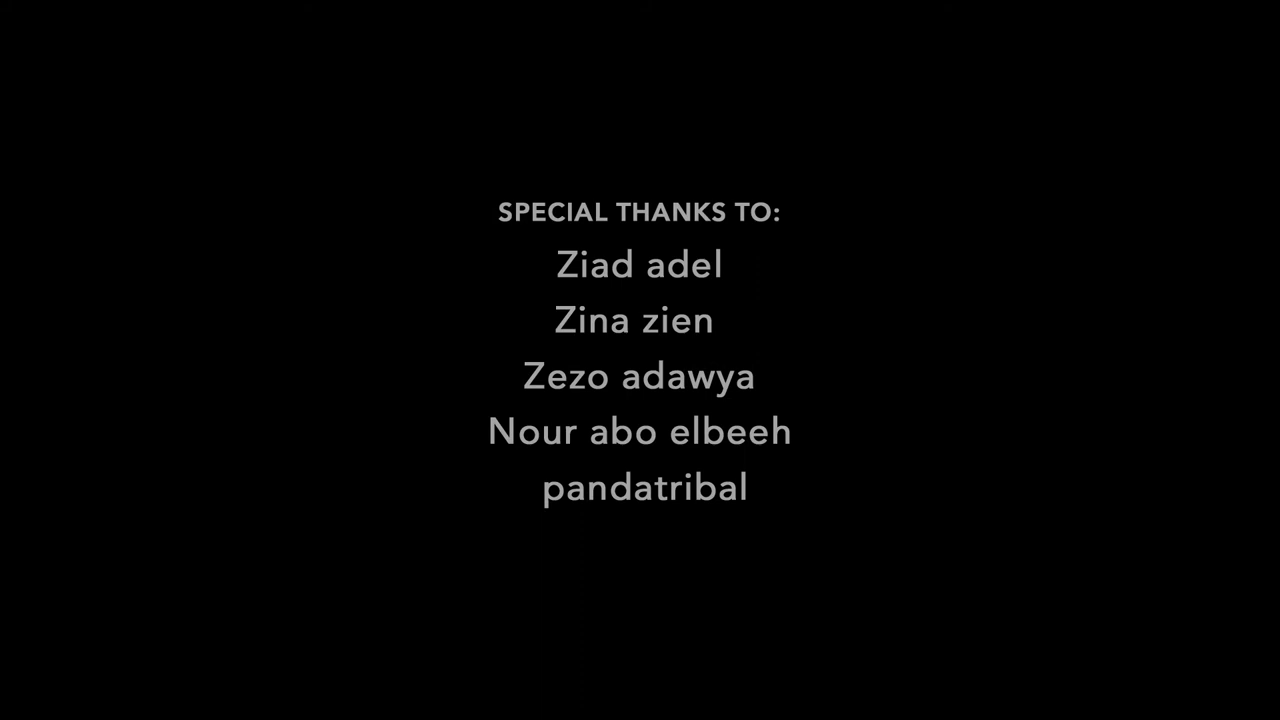 SPECIAL THANKS TO:
Ziad adel
Zina zien
Zezo adawya
Nour abo elbeeh
pandatribal